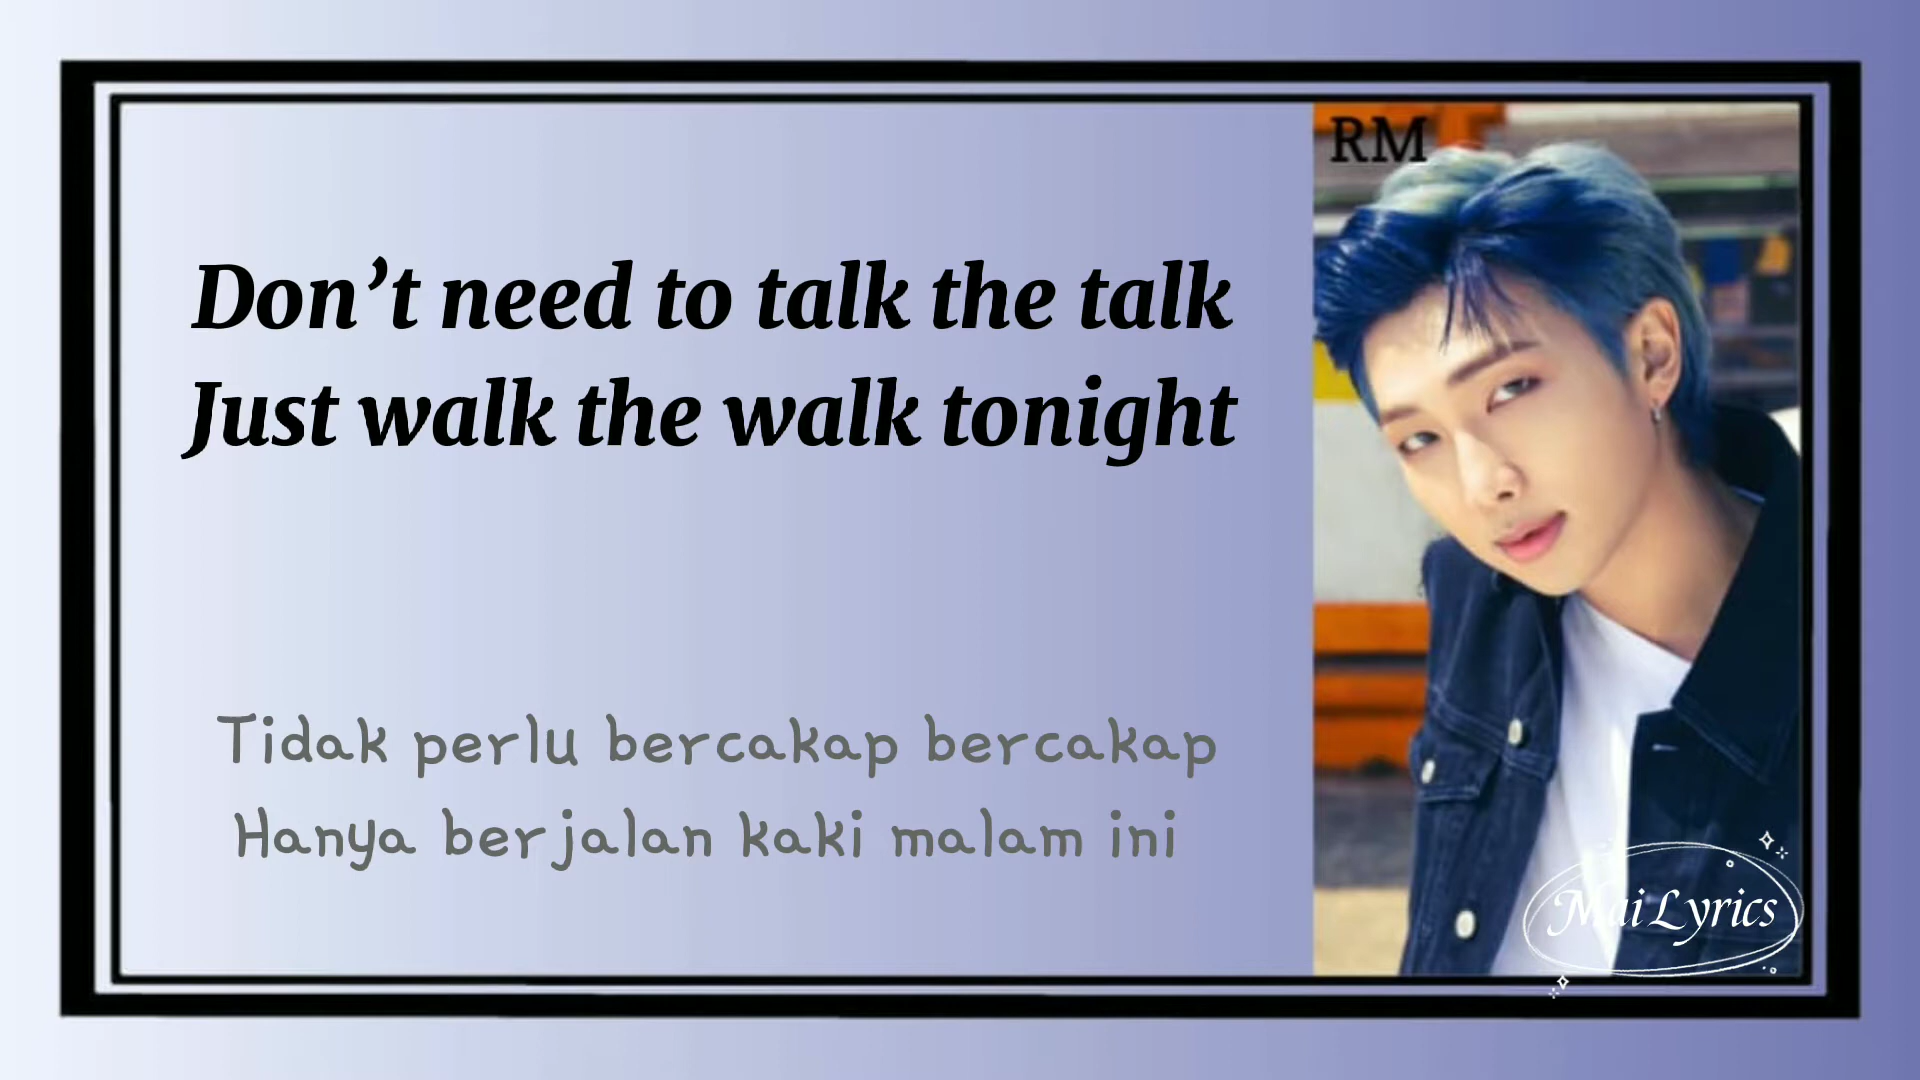 RM
Don’t need to talk the talk
Just walk the walk tonight
Tidak perlu bercakap bercakap
Hanya berjalan kaki malam ini
Mai Lyrics